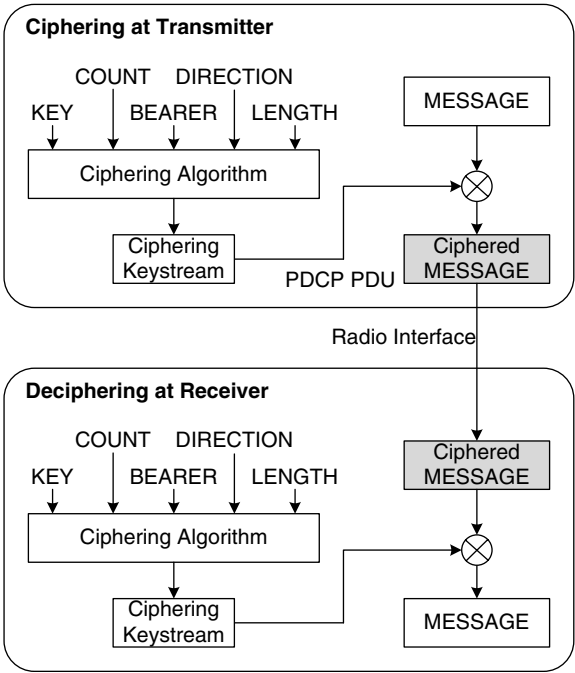 Ciphering at Transmitter
COUNT DIRECTION
KEY BEARER LENGTH
MESSAGE
Ciphering Algorithm
Ciphering
Keystream
Ciphered
MESSAGE
PDCP PDU
Radio Interface
Deciphering at Receiver
COUNT DIRECTION
KEY BEARER LENGTH
Ciphered
MESSAGE
Ciphering Algorithm
Ciphering
Keystream
MESSAGE